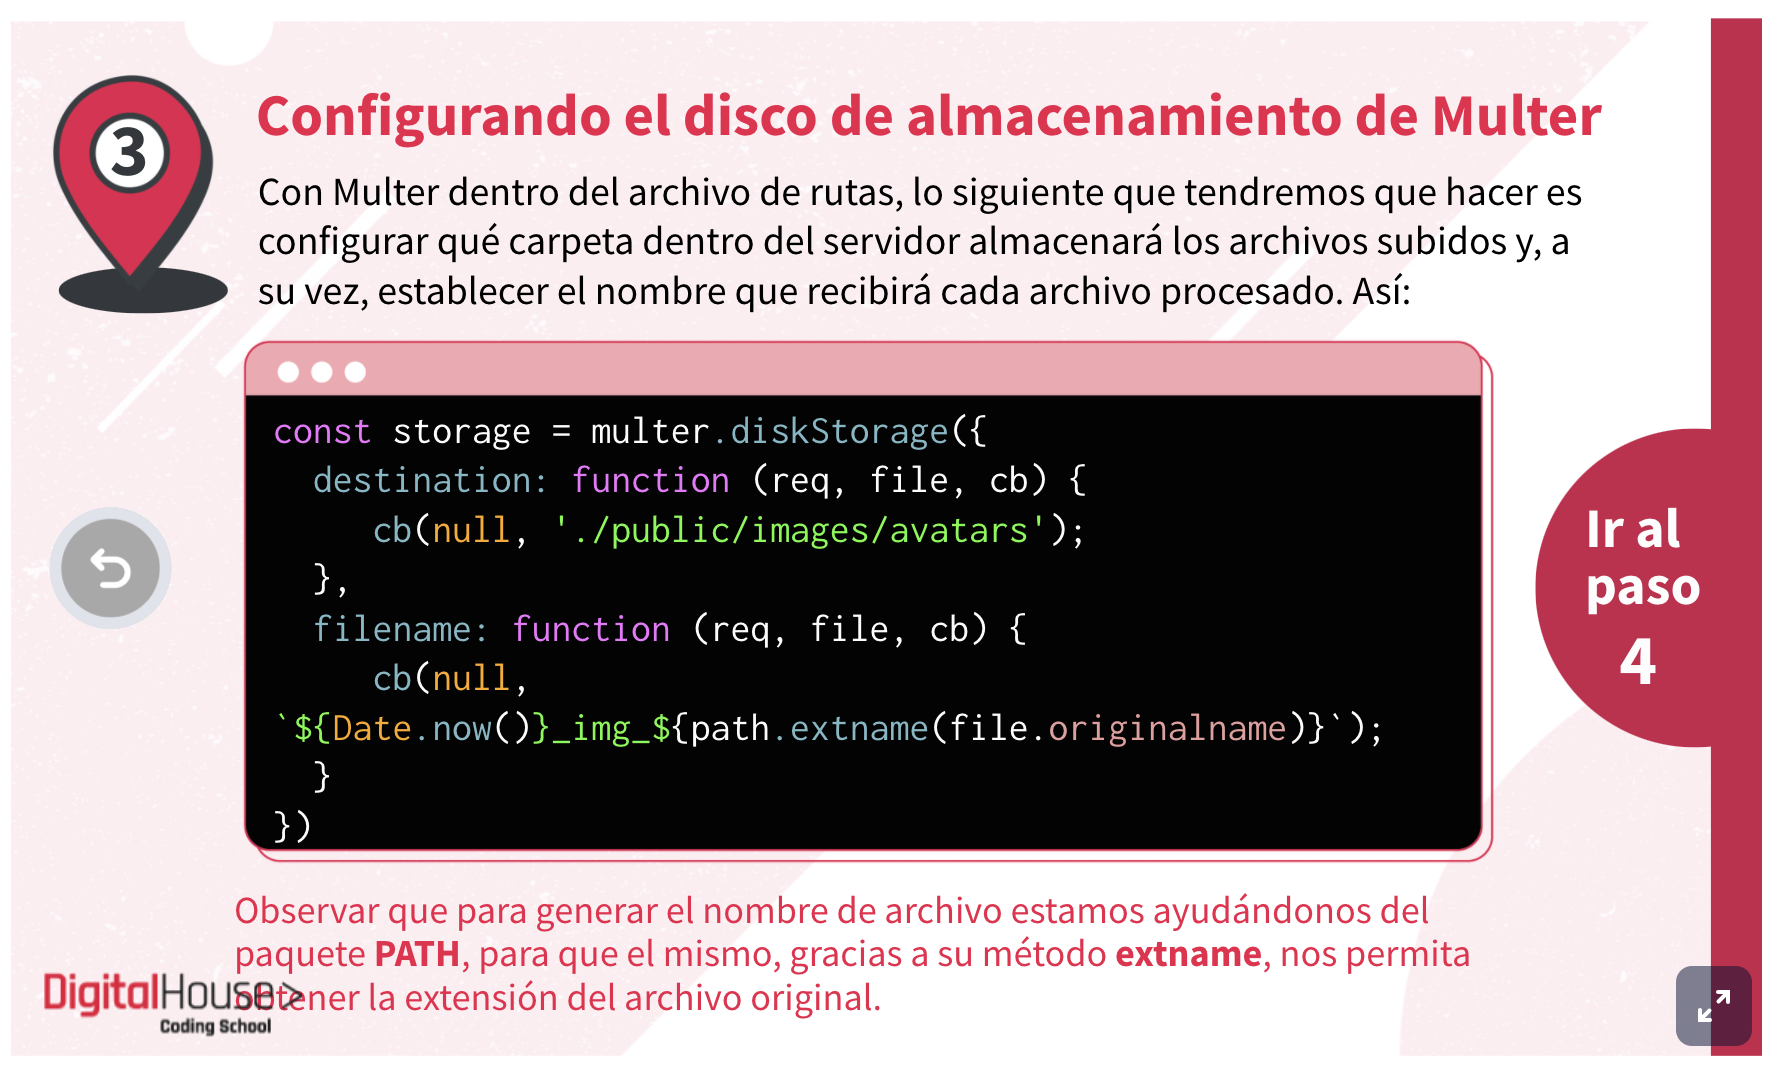 3
Configurando el disco de almacenamiento de Multer
Con Multer dentro del archivo de rutas, lo siguiente que tendremos que hacer es
configurar qué carpeta dentro del servidor almacenará los archivos subidos y, a
su vez, establecer el nombre que recibirá cada archivo procesado. Así:
const storage = multer.diskStorage({
  destination: function (req, file, cb) {
     cb(null, './public/images/avatars');
  },
  filename: function (req, file, cb) {
     cb(null,
`${Date.now()}_img_${path.extname(file.originalname)}`);
  }
})
Ir al
paso
4
Observar que para generar el nombre de archivo estamos ayudándonos del
paquete PATH, para que el mismo, gracias a su método extname, nos permita
obtener la extensión del archivo original.
DigitalHouse>
Coding School